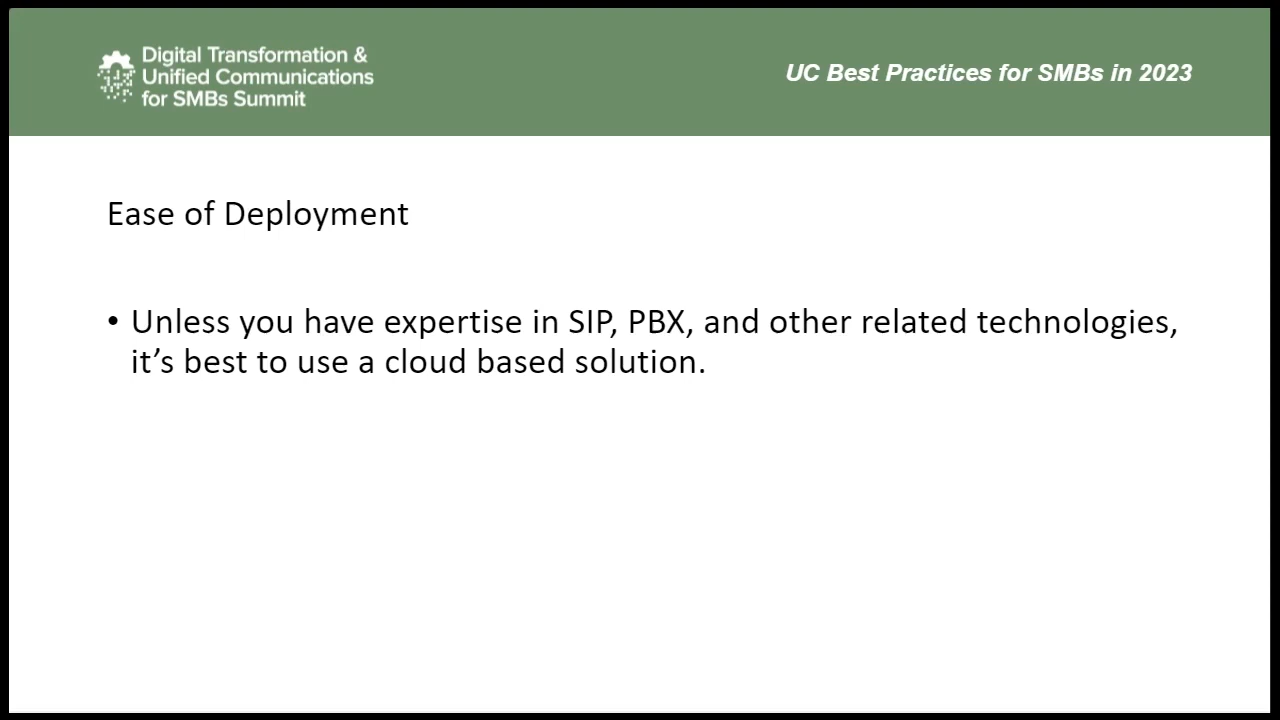 Digital Transformation &
Unified Communications
for SMBs Summit
UC Best Practices for SMBs in 2023
Ease of Deployment
• Unless you have expertise in SIP, PBX, and other related technologies,
it’s best to use a cloud based solution.